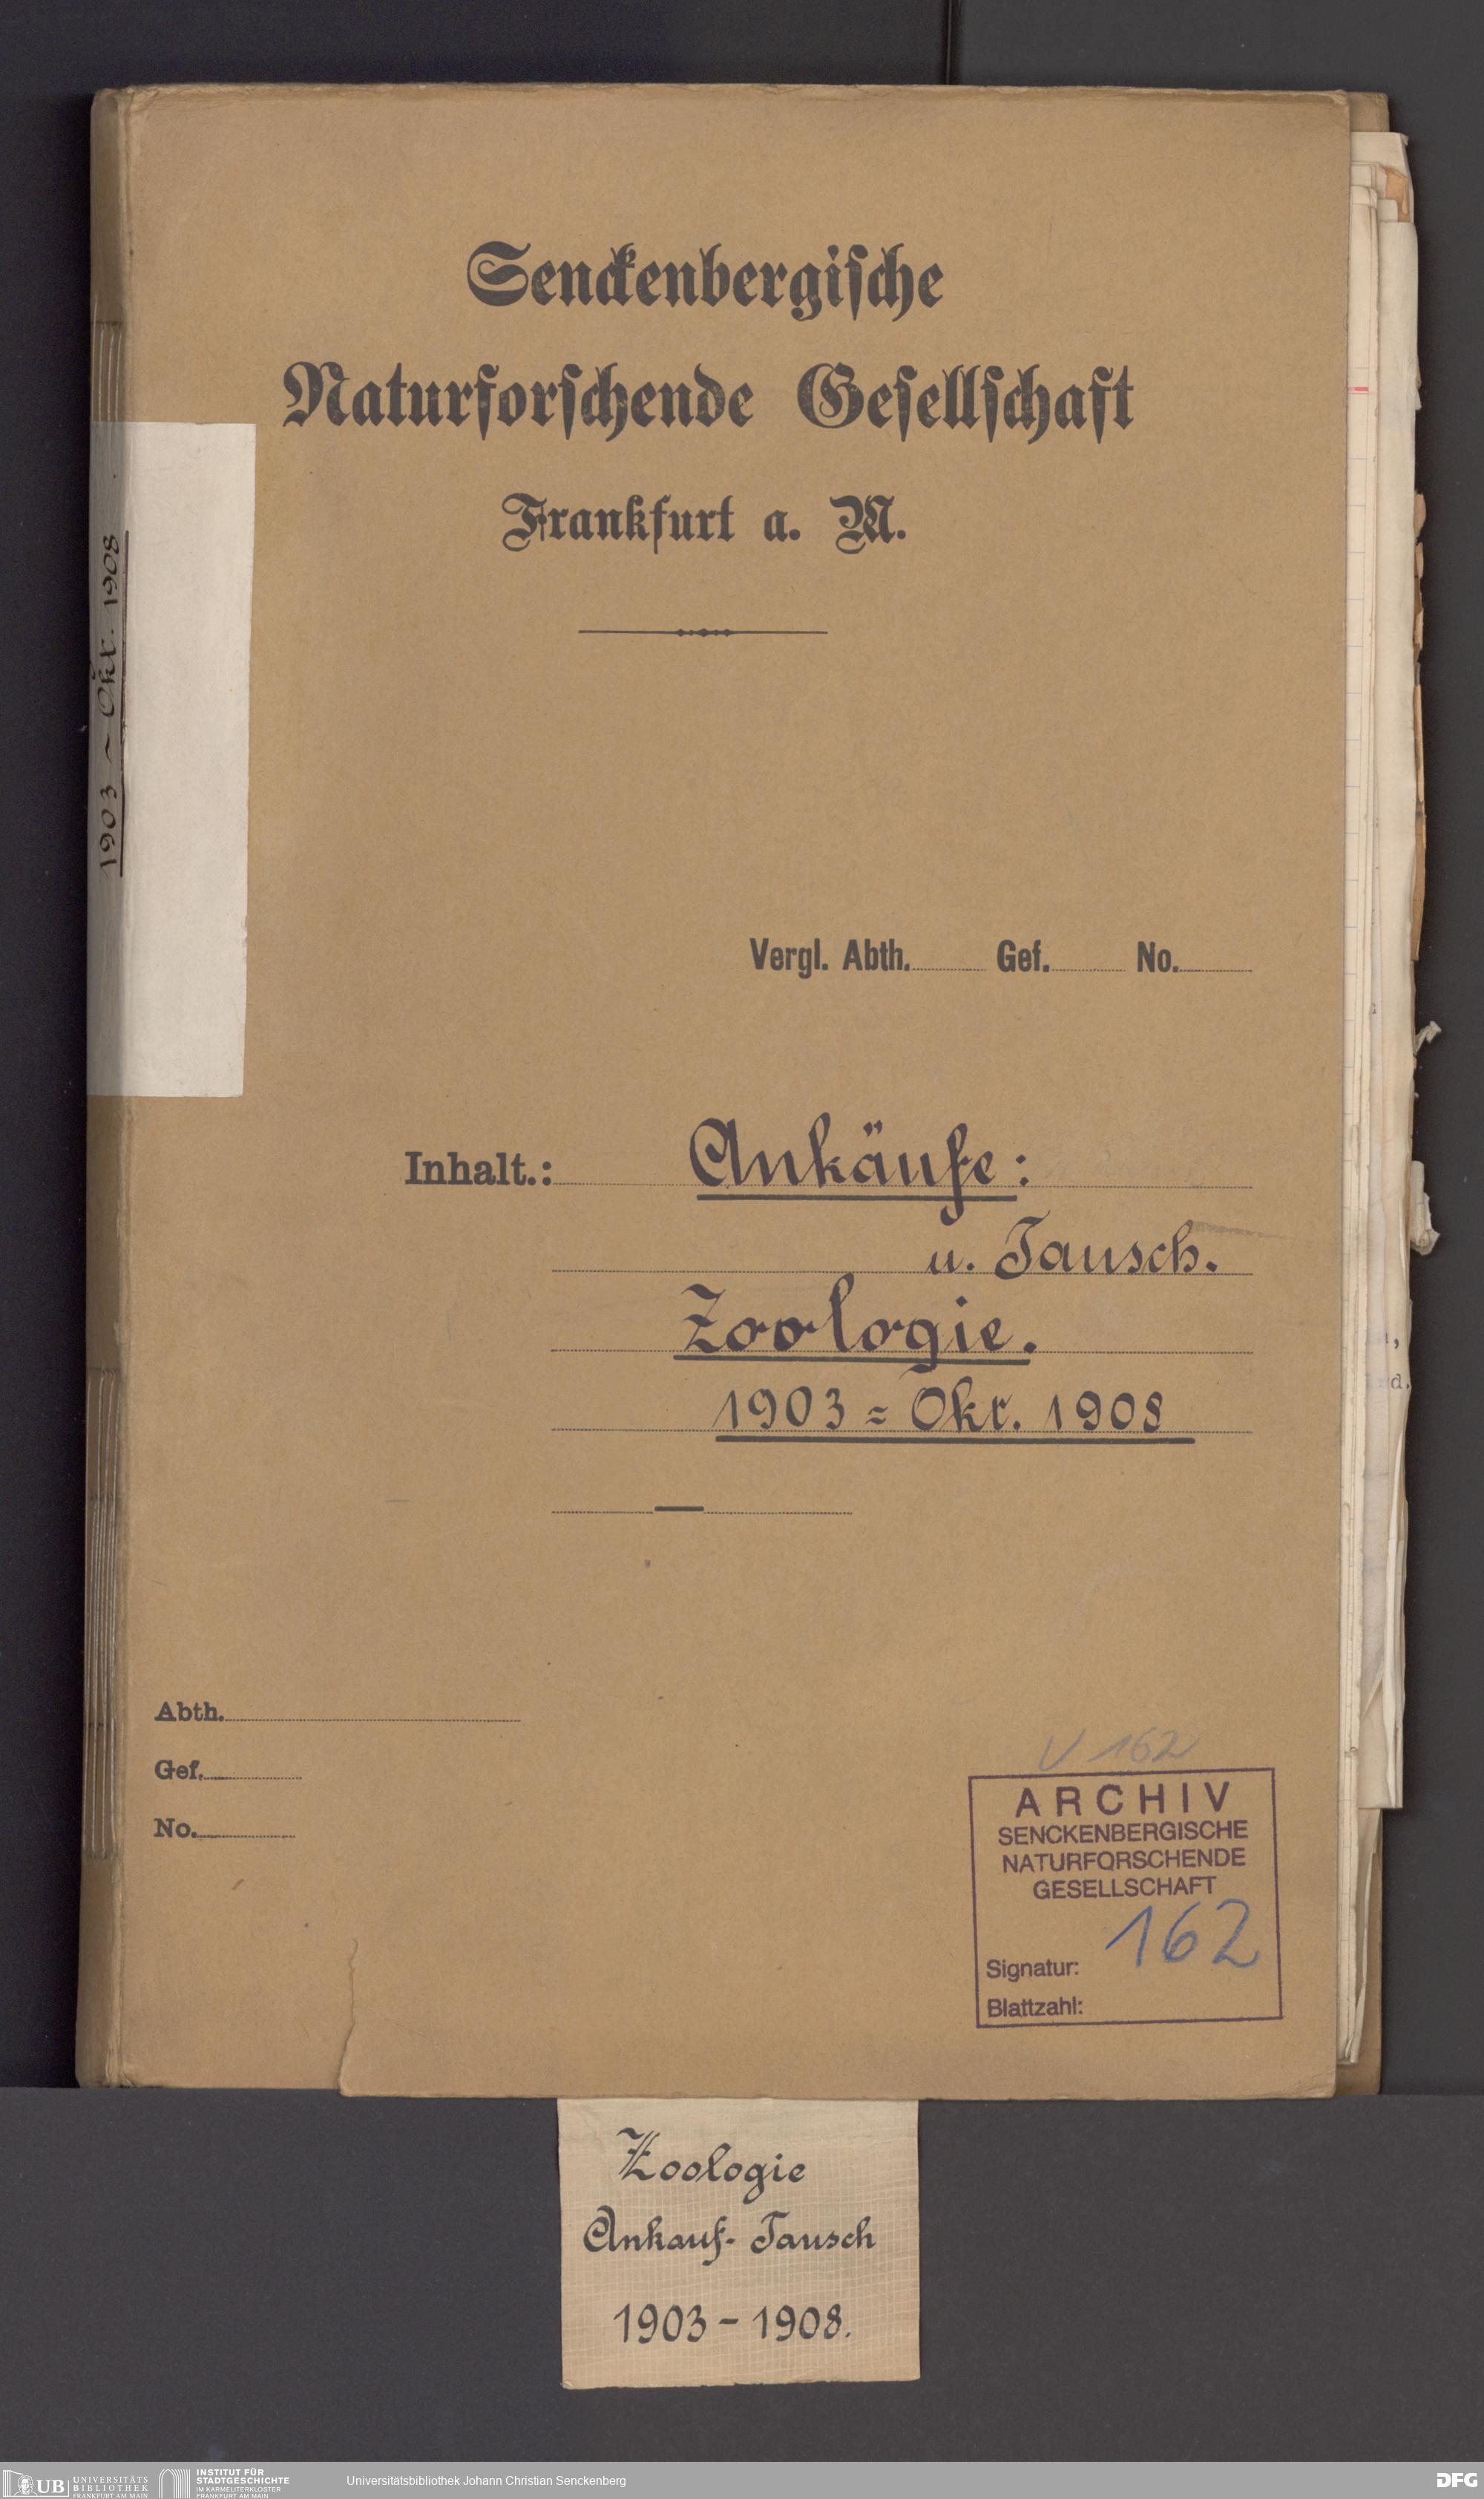 Senckenbergische
Naturforschende Gesellschaft
Frankfurt a. M.
1903 - Okt. 1908
Vergl. Abth. Gef. No.
Inhalt.: Ankäufe:
u. Tausch.
Zoologie.
1903 = Okt. 1908
Abth.
Gef.
No.
V 162
ARCHIV
SENCKENBERGISCHE
NATURFORSCHENDE
GESELLSCHAFT
Signatur: 162
Blattzahl:
Zoologie
Ankauf- Tausch
1903 - 1908.
UB UNIVERSITÄTS
BIBLIOTHEK
FRANKFURT AM MAIN
INSTITUT FÜR
STADTGESCHICHTE
IM KARMELITERKLOSTER
FRANKFURT AM MAIN
Universitätsbibliothek Johann Christian Senckenberg
DFG